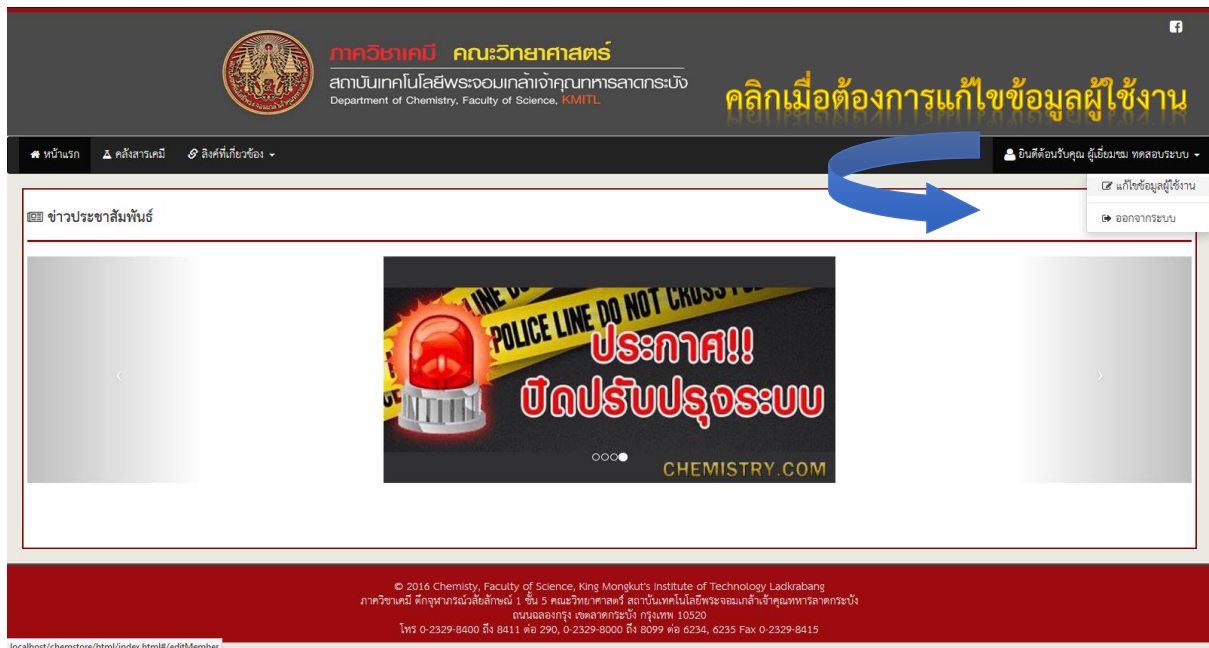 ภาควิชาเคมี คณะวิทยาศาสตร์
สถาบันเทคโนโลยีพระจอมเกล้าเจ้าคุณทหารลาดกระบัง
Department of Chemistry, Faculty of Science, KMITL
คลิกเมื่อต้องการแก้ไขข้อมูลผู้ใช้งาน
หน้าแรก คลังสารเคมี ลิงค์ที่เกี่ยวข้อง ยินดีต้อนรับคุณ ผู้เยี่ยมชม ทดสอบระบบ
แก้ไขข้อมูลผู้ใช้งาน
ออกจากระบบ
ข่าวประชาสัมพันธ์
LINE DO
POLICE LINE DO NOT CROSS
ประกาศ!!
ปิดปรับปรุงระบบ
CHEMISTRY.COM
© 2016 Chemisty, Faculty of Science, King Mongkut's Institute of Technology Ladkrabang
ภาควิชาเคมี ตึกจุฬาภรณ์วลัยลักษณ์ 1 ชั้น 5 คณะวิทยาศาสตร์ สถาบันเทคโนโลยีพระจอมเกล้าเจ้าคุณทหารลาดกระบัง
ถนนฉลองกรุง เขตลาดกระบัง กรุงเทพ 10520
โทร 0-2329-8400 ถึง 8411 ต่อ 290, 0-2329-8000 ถึง 8099 ต่อ 6234, 6235 Fax 0-2329-8415
localhost/chemstore/html/index.html#/editMember